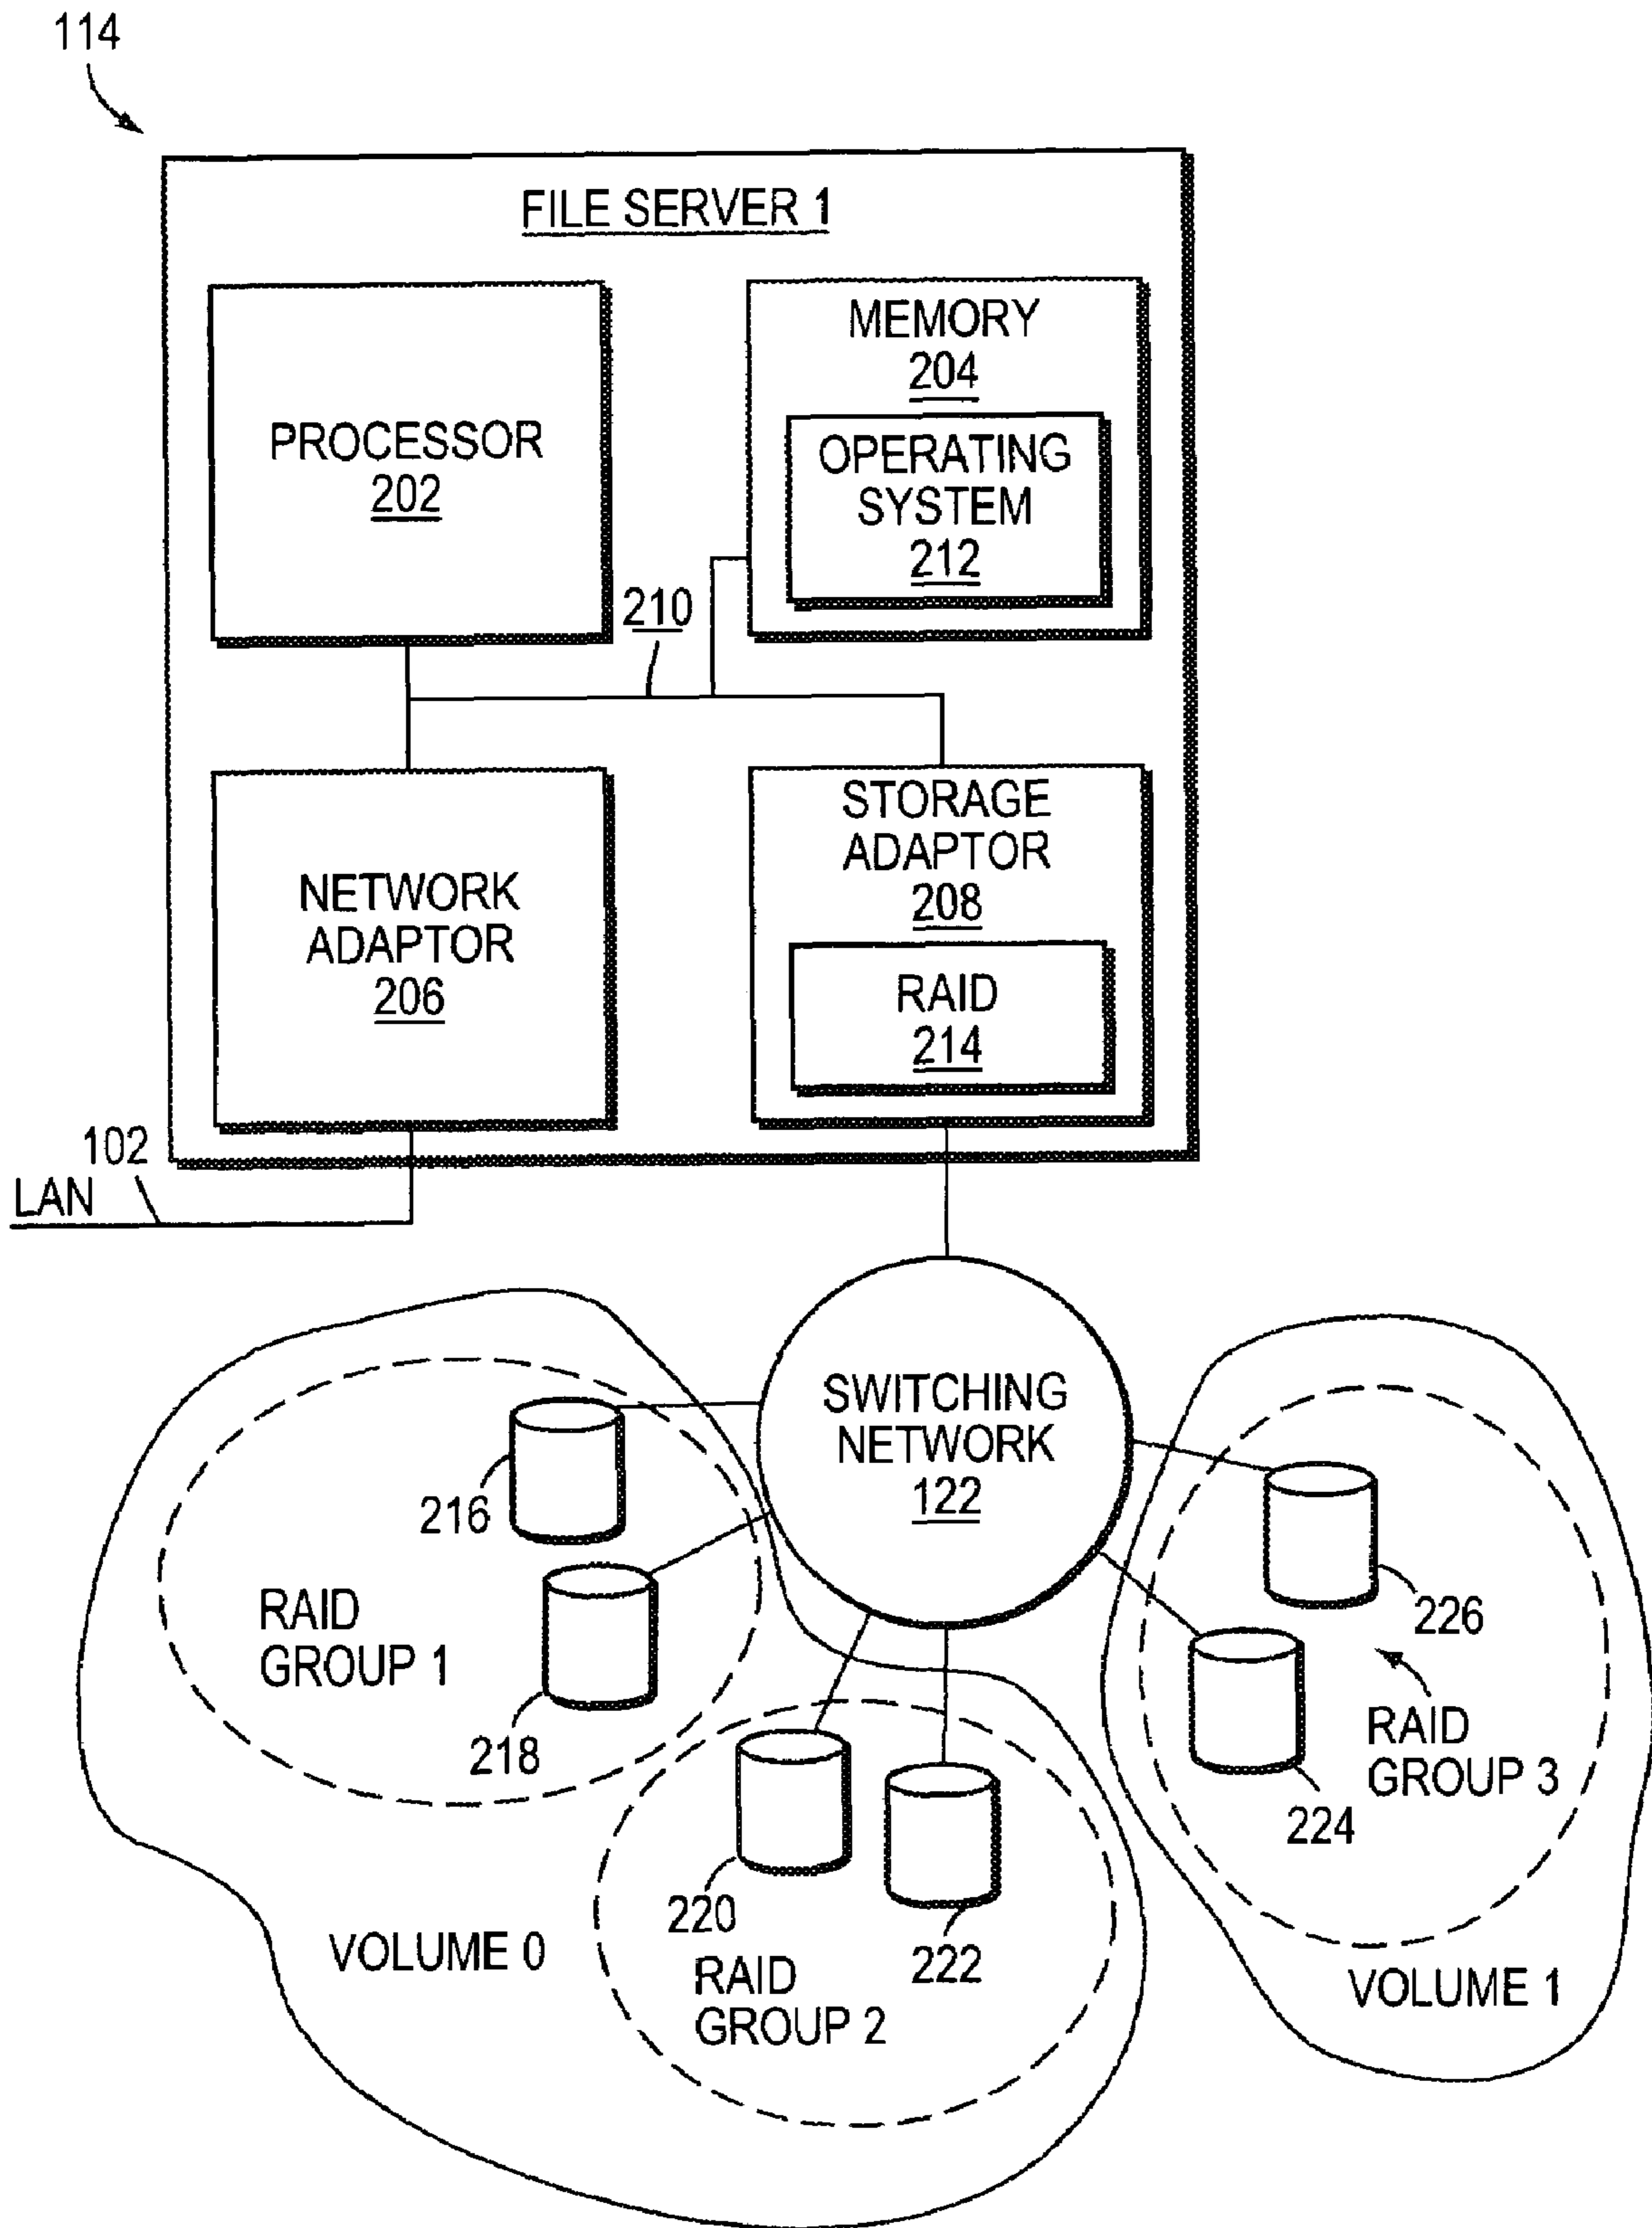 114
FILE SERVER 1
PROCESSOR
202
MEMORY
204
OPERATING
SYSTEM
212
210
NETWORK
ADAPTOR
206
STORAGE
ADAPTOR
208
RAID
214
102
LAN
SWITCHING
NETWORK
122
216
218
RAID
GROUP 1
220
222
RAID
GROUP 2
VOLUME 0
226
224
RAID
GROUP 3
VOLUME 1